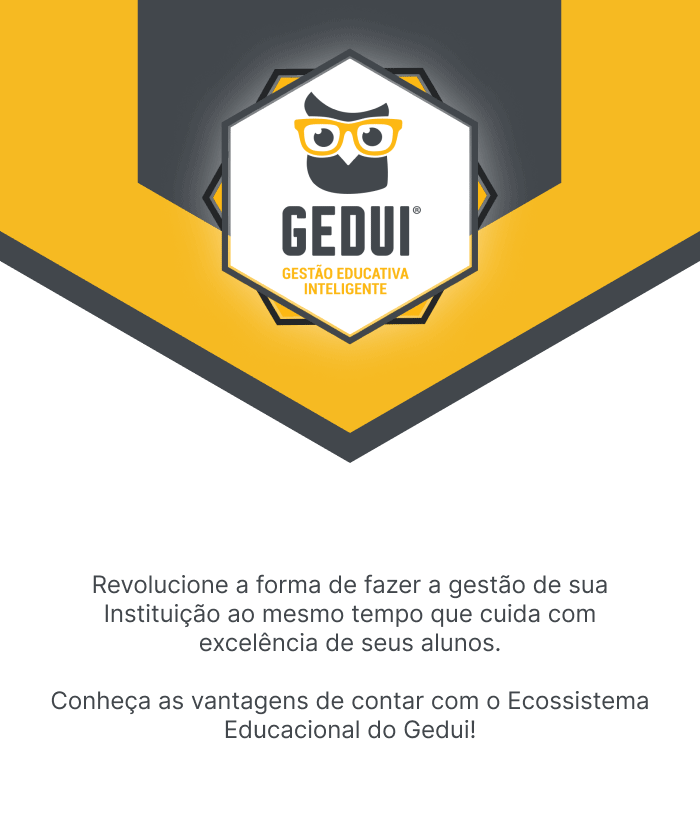 GEDUI®
GESTÃO EDUCATIVA
INTELIGENTE
Revolucione a forma de fazer a gestão de sua
Instituição ao mesmo tempo que cuida com
excelência de seus alunos.
Conheça as vantagens de contar com o Ecossistema
Educacional do Gedui!